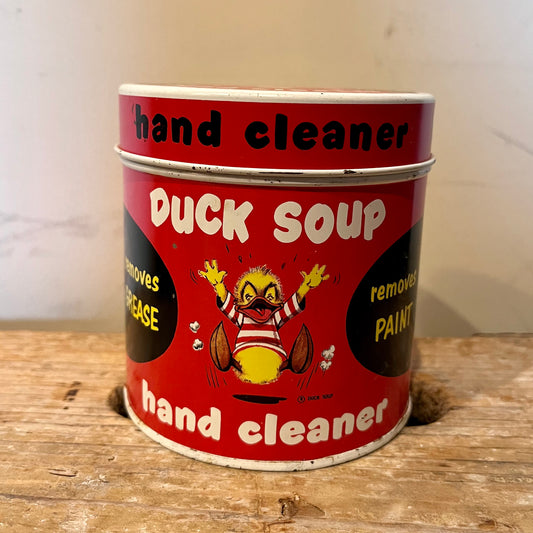 hand cleaner
DUCK SOUP
removes
GREASE
removes
PAINT
hand cleaner